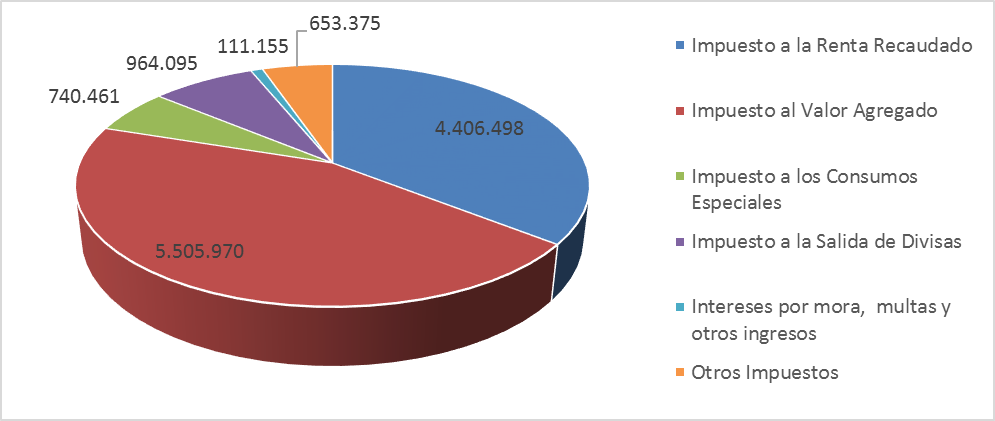 653.375
111.155
964.095
740.461
4.406.498
5.505.970
Impuesto a la Renta Recaudado
Impuesto al Valor Agregado
Impuesto a los Consumos
Especiales
Impuesto a la Salida de Divisas
Intereses por mora,  multas y
otros ingresos
Otros Impuestos